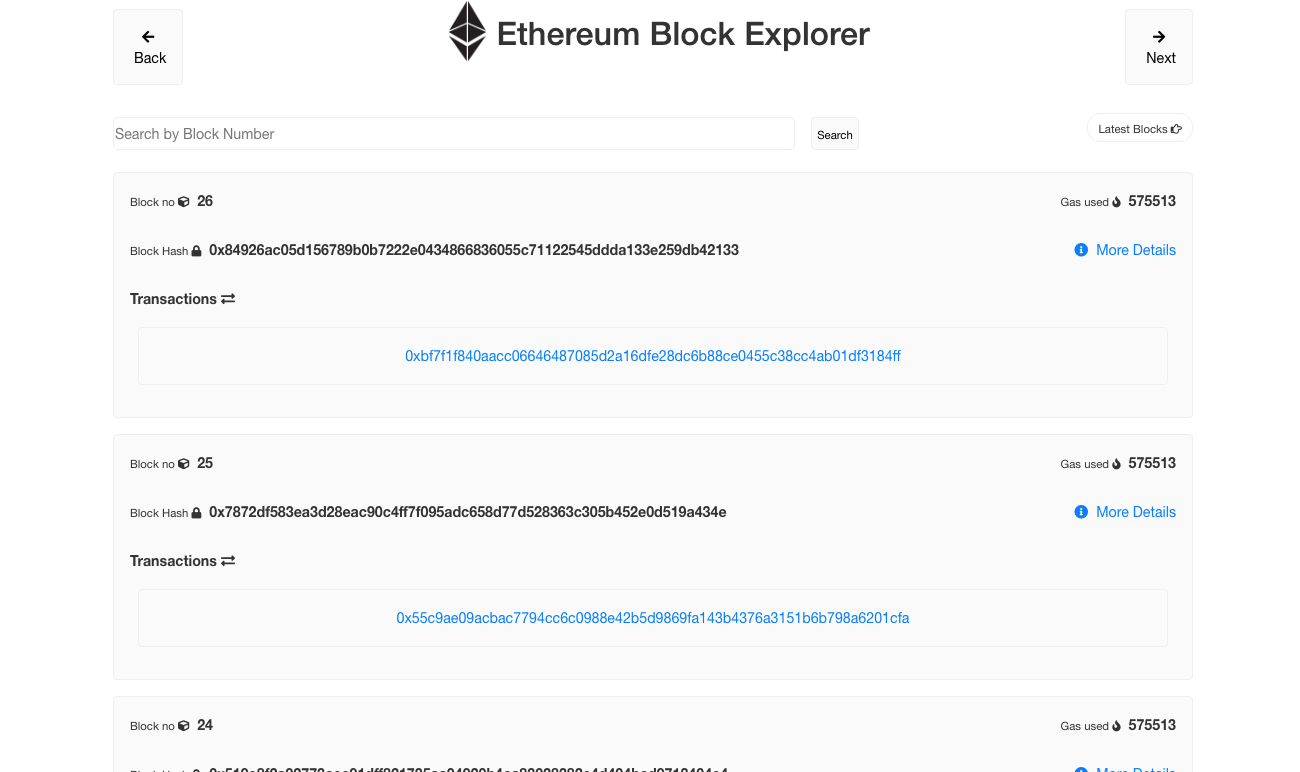 Back
Ethereum Block Explorer
Next
Search by Block Number
Search
Latest Blocks
Block no 26
Gas used 575513
Block Hash 0x84926ac05d156789b0b7222e0434866836055c71122545ddda133e259db42133
More Details
Transactions
0xbf7f1f840aacc06646487085d2a16dfe28dc6b88ce0455c38cc4ab01df3184ff
Block no 25
Gas used 575513
Block Hash 0x7872df583ea3d28eac90c4ff7f095adc658d77d528363c305b452e0d519a434e
More Details
Transactions
0x55c9ae09acbac7794cc6c0988e42b5d9869fa143b4376a3151b6b798a6201cfa
Block no 24
Gas used 575513
Block Hash
More Details